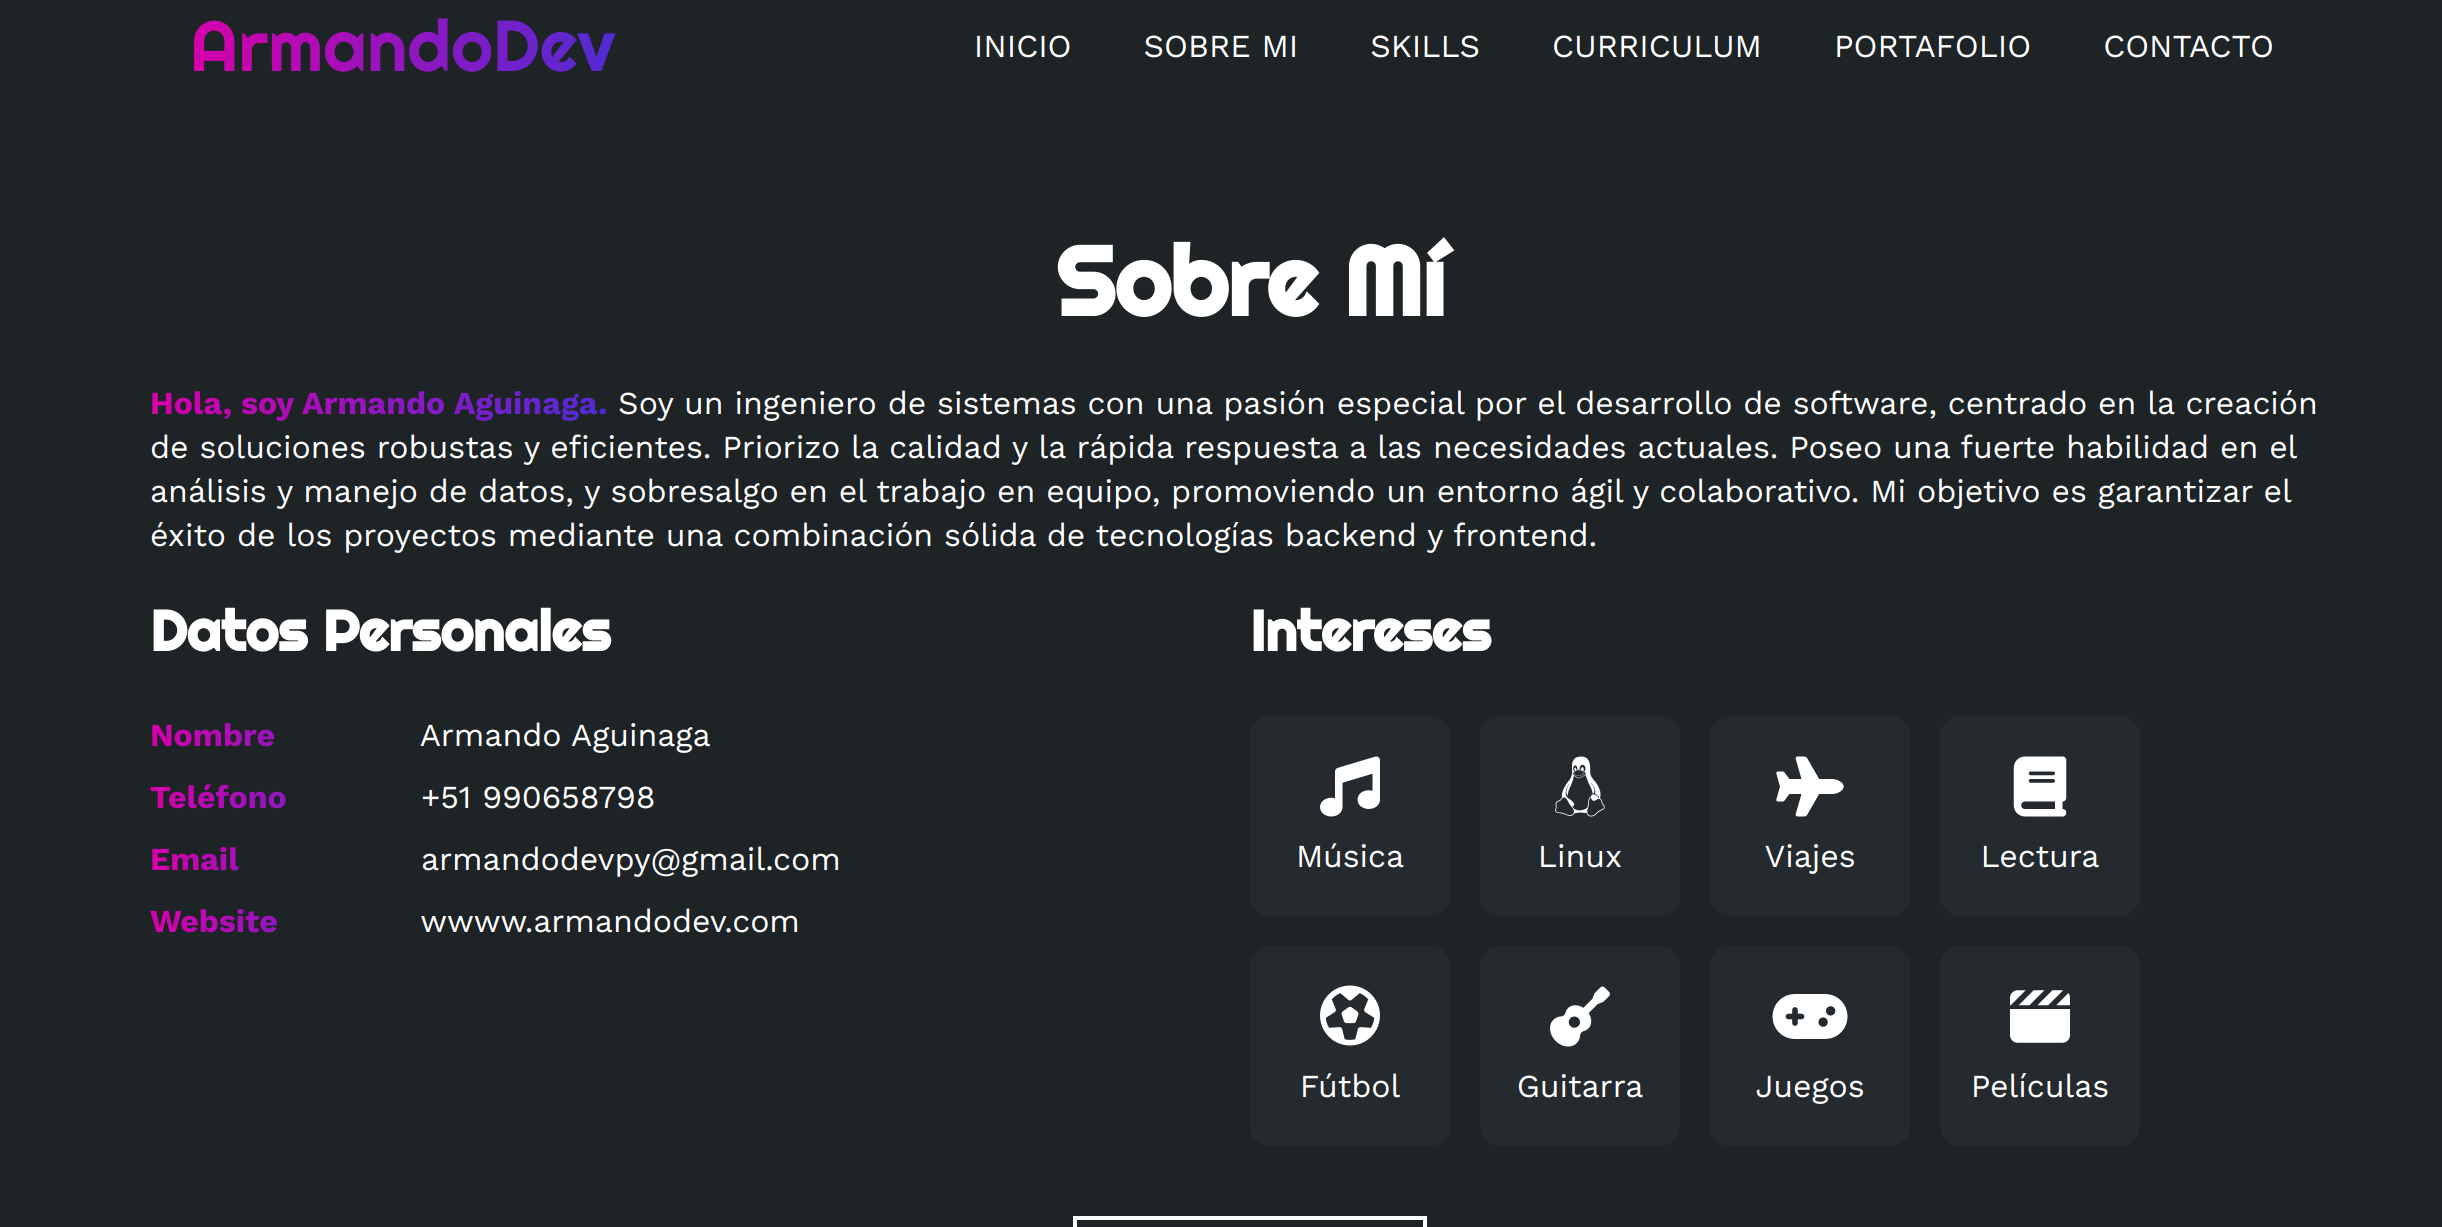 ArmandoDev
INICIO SOBRE MI SKILLS CURRICULUM PORTAFOLIO CONTACTO
Sobre Mí
Hola, soy Armando Aguinaga. Soy un ingeniero de sistemas con una pasión especial por el desarrollo de software, centrado en la creación
de soluciones robustas y eficientes. Priorizo la calidad y la rápida respuesta a las necesidades actuales. Poseo una fuerte habilidad en el
análisis y manejo de datos, y sobresalgo en el trabajo en equipo, promoviendo un entorno ágil y colaborativo. Mi objetivo es garantizar el
éxito de los proyectos mediante una combinación sólida de tecnologías backend y frontend.
Datos Personales
Nombre Armando Aguinaga
Teléfono +51 990658798
Email armandodevpy@gmail.com
Website wwww.armandodev.com
Intereses
Música Linux Viajes Lectura
Fútbol Guitarra Juegos Películas